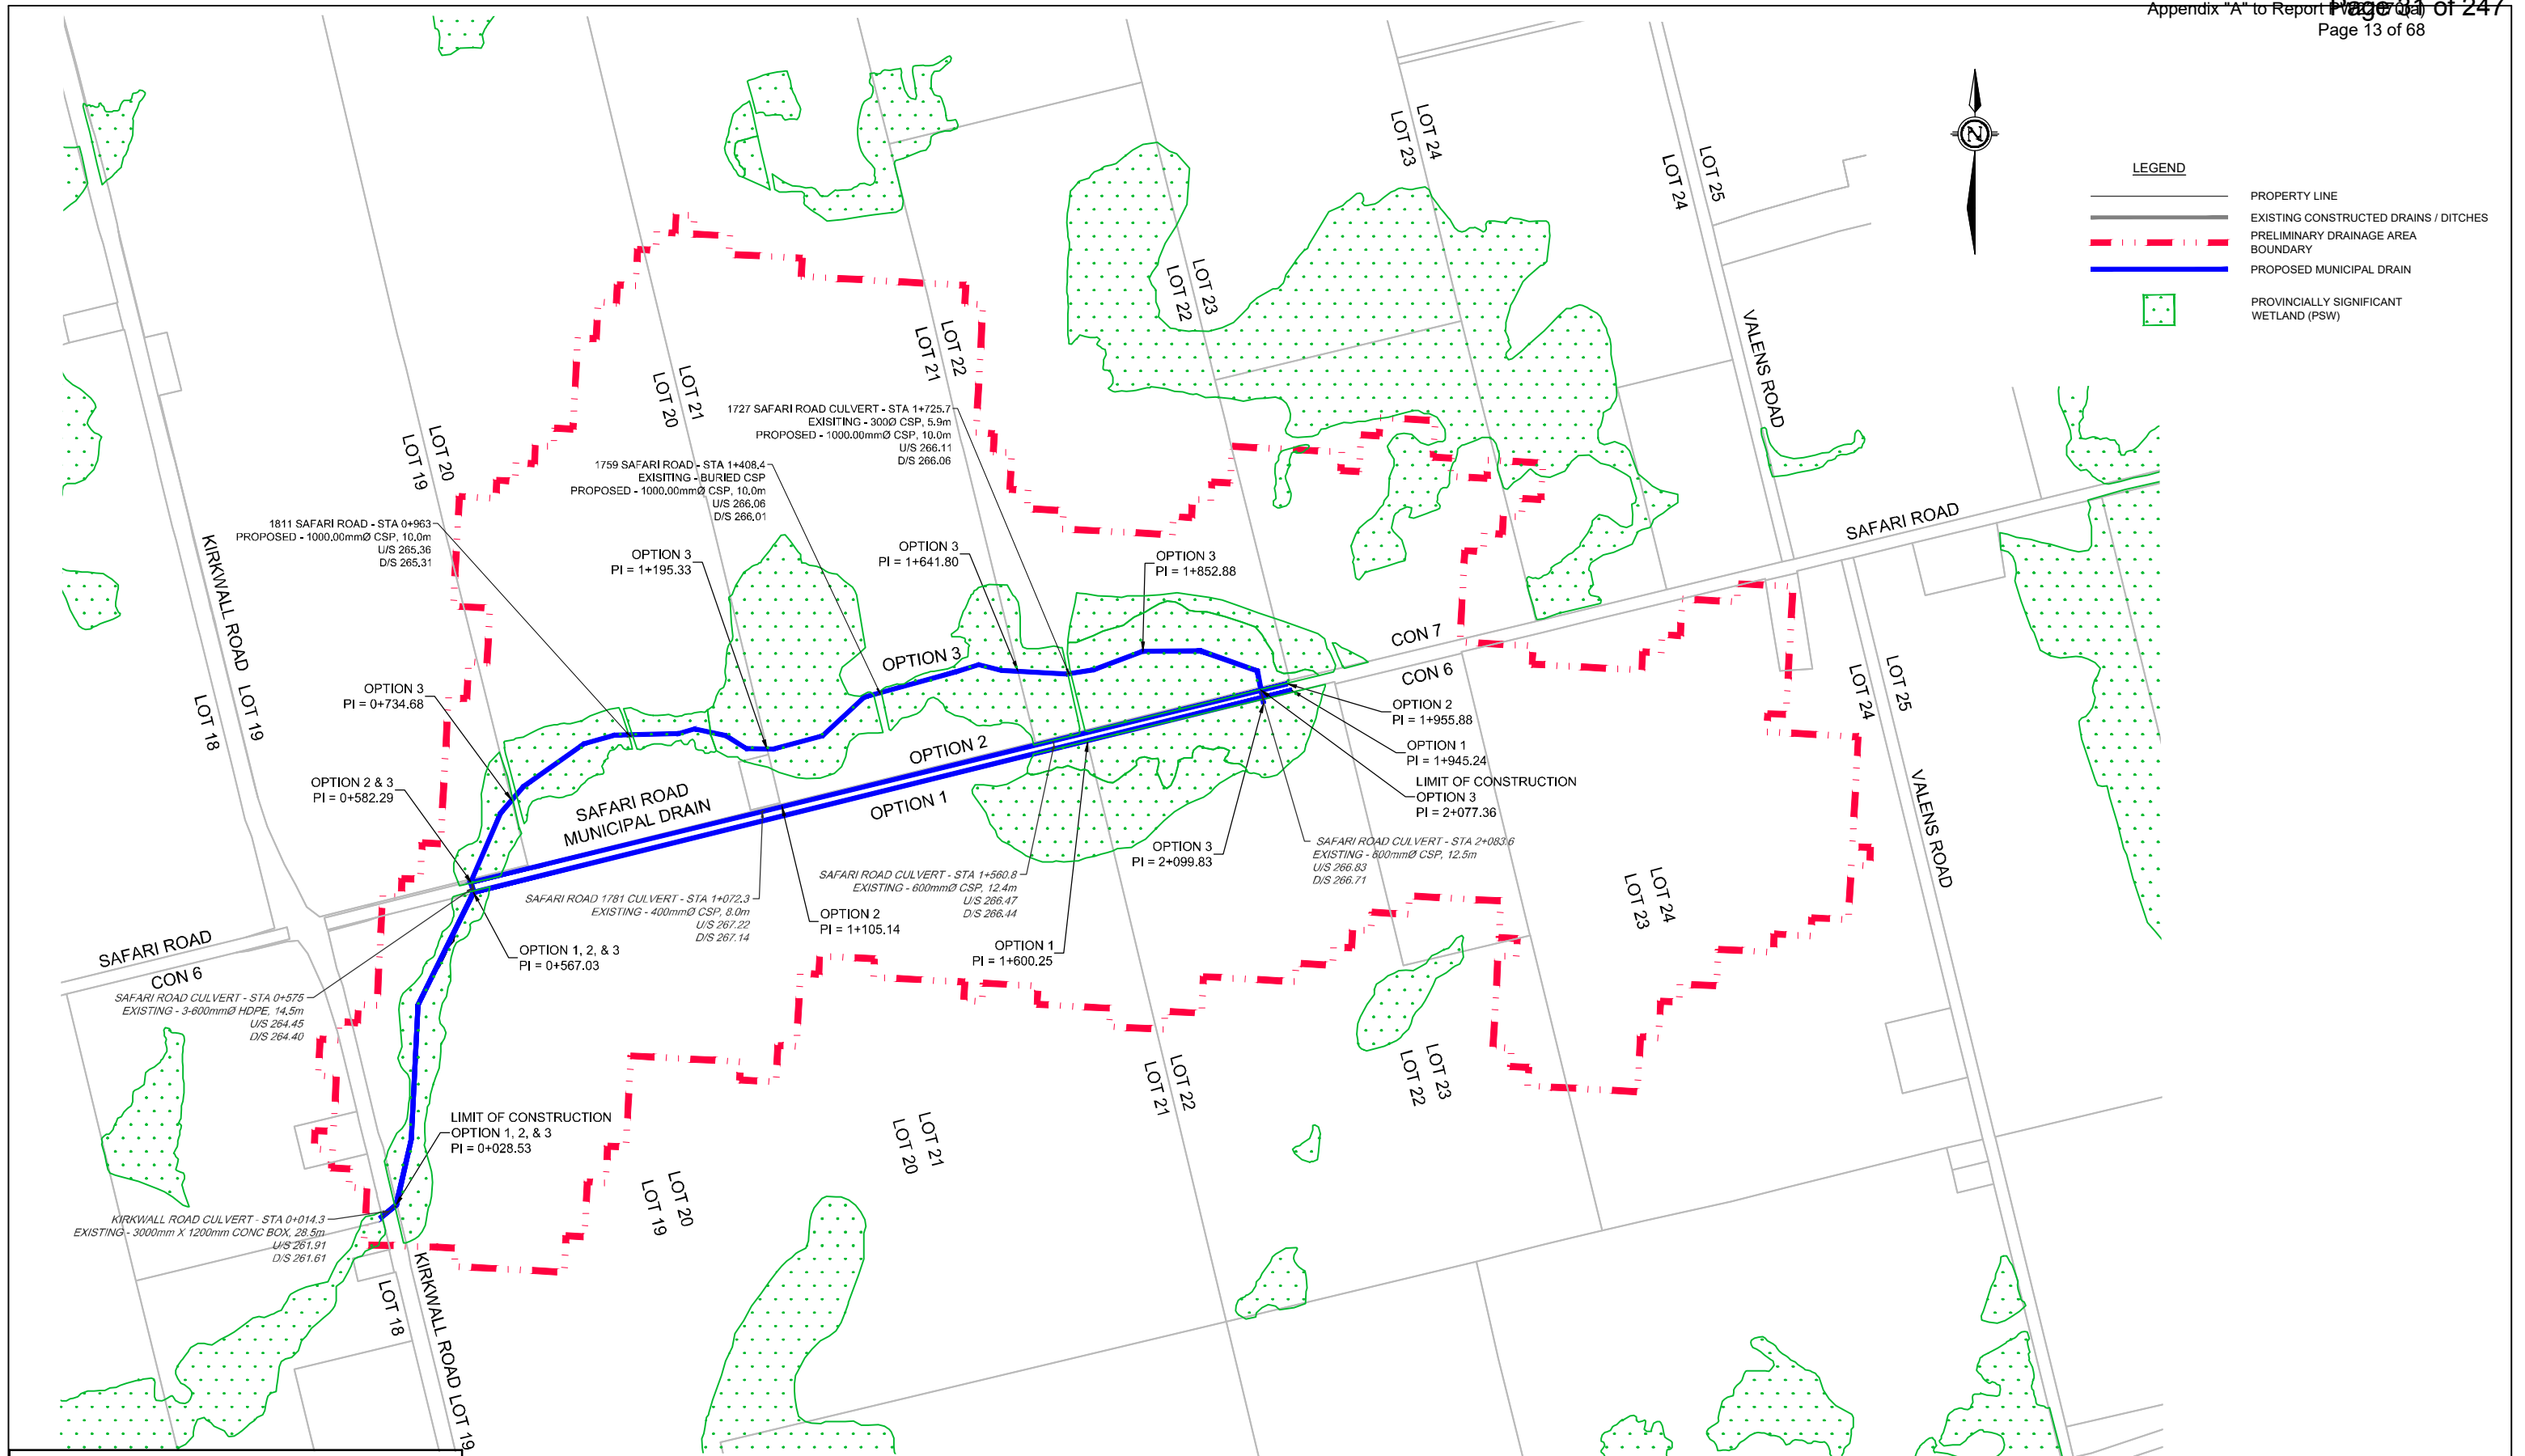 Appendix "A" to Report
Page 31 of 247
Page 13 of 68
LEGEND
PROPERTY LINE
EXISTING CONSTRUCTED DRAINS / DITCHES
PRELIMINARY DRAINAGE AREA
BOUNDARY
PROPOSED MUNICIPAL DRAIN
PROVINCIALLY SIGNIFICANT
WETLAND (PSW)
N
LOT 24
LOT 23
LOT 25
LOT 24
LOT 23
LOT 22
VALENS ROAD
LOT 22
LOT 21
LOT 21
LOT 20
LOT 20
LOT 19
1727 SAFARI ROAD CULVERT - STA 1+725.7
EXISITING - 300Ø CSP, 5.9m
PROPOSED - 1000.00mmØ CSP, 10.0m
U/S 266.11
D/S 266.06
1759 SAFARI ROAD - STA 1+408.4
EXISITING - BURIED CSP
PROPOSED - 1000.00mmØ CSP, 10.0m
U/S 266.06
D/S 266.01
1811 SAFARI ROAD - STA 0+963
PROPOSED - 1000.00mmØ CSP, 10.0m
U/S 265.36
D/S 265.31
SAFARI ROAD
KIRKWALL ROAD
LOT 19
LOT 18
OPTION 3
PI = 1+195.33
OPTION 3
PI = 1+641.80
OPTION 3
PI = 1+852.88
CON 7
CON 6
OPTION 3
OPTION 3
PI = 0+734.68
OPTION 2 & 3
PI = 0+582.29
OPTION 2
OPTION 1
SAFARI ROAD
MUNICIPAL DRAIN
OPTION 2
PI = 1+955.88
OPTION 1
PI = 1+945.24
LIMIT OF CONSTRUCTION
OPTION 3
PI = 2+077.36
LOT 25
LOT 24
VALENS ROAD
OPTION 3
PI = 2+099.83
SAFARI ROAD CULVERT - STA 2+083.6
EXISTING - 600mmØ CSP, 12.5m
U/S 266.83
D/S 266.71
SAFARI ROAD CULVERT - STA 1+560.8
EXISTING - 600mmØ CSP, 12.4m
U/S 266.47
D/S 266.44
SAFARI ROAD 1781 CULVERT - STA 1+072.3
EXISTING - 400mmØ CSP, 8.0m
U/S 267.22
D/S 267.14
OPTION 2
PI = 1+105.14
OPTION 1
PI = 1+600.25
OPTION 1, 2, & 3
PI = 0+567.03
LOT 24
LOT 23
SAFARI ROAD
CON 6
SAFARI ROAD CULVERT - STA 0+575
EXISTING - 3-600mmØ HDPE, 14.5m
U/S 264.45
D/S 264.40
LOT 23
LOT 22
LOT 22
LOT 21
LOT 21
LOT 20
LOT 20
LOT 19
LIMIT OF CONSTRUCTION
OPTION 1, 2, & 3
PI = 0+028.53
KIRKWALL ROAD CULVERT - STA 0+014.3
EXISTING - 3000mm X 1200mm CONC BOX, 28.5m
U/S 261.91
D/S 261.61
LOT 18
KIRKWALL ROAD
LOT 19